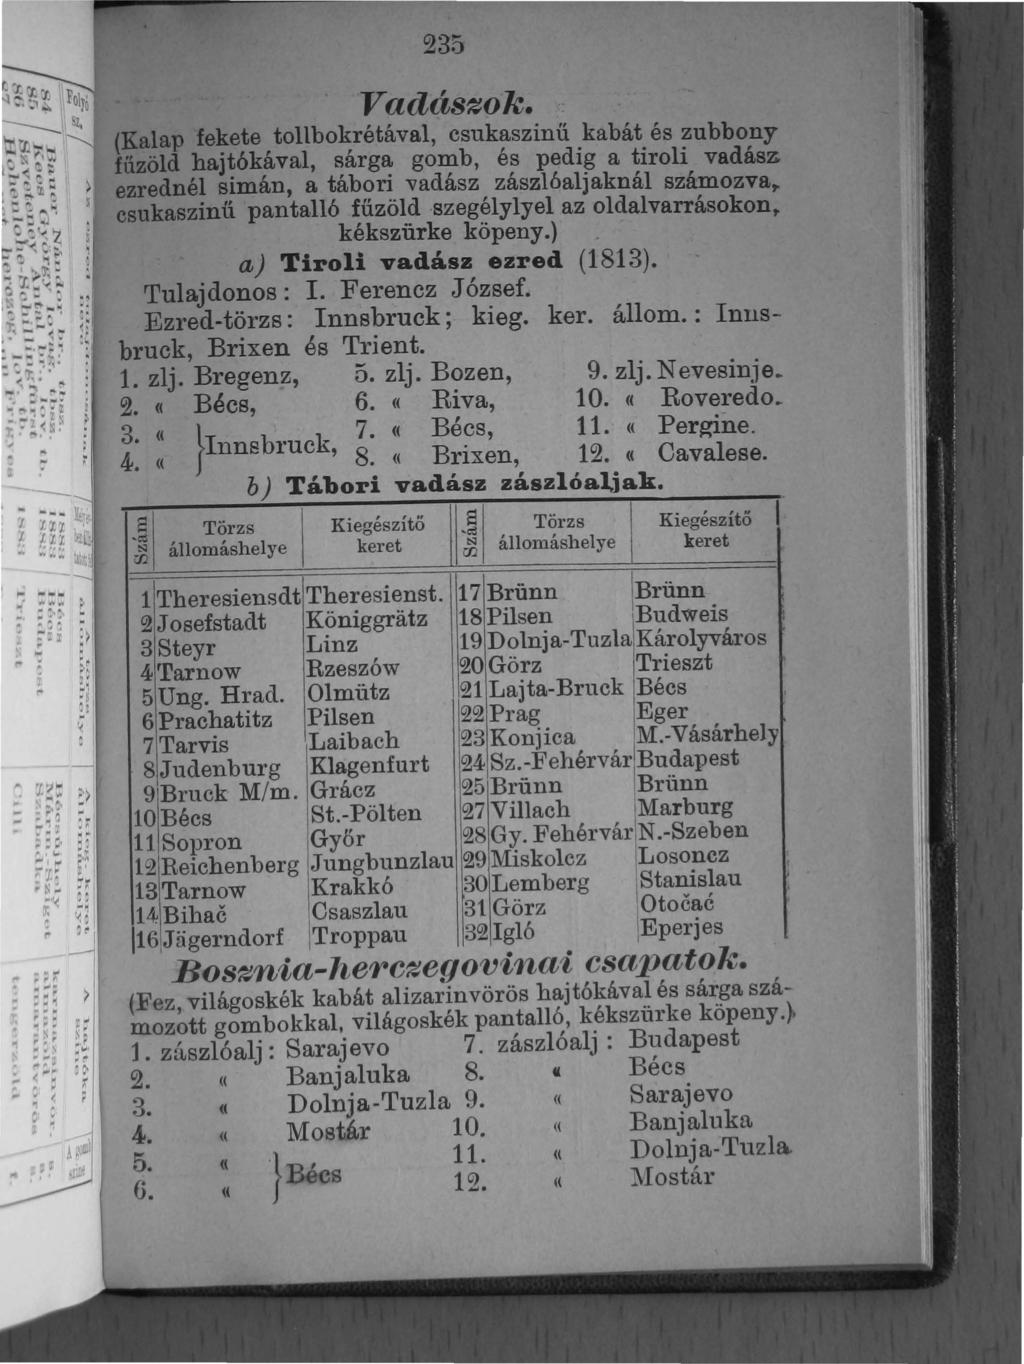 235
Vadászok.
(Kalap fekete tollbokrétával, csukaszinű kabát és zubbony
fűzöld hajtókával, sárga gomb, és pedig a tiroli vadász
ezrednél simán, a tábori vadász zászlóaljaknál számozva,
csukaszinű pantalló fűzöld szegélylyel az oldalvarrásokon,
kékszürke köpeny.)
a) Tiroli vadász ezred (1813).
Tulajdonos: I. Ferencz József.
Ezred-törzs: Innsbruck; kieg. ker. állom.: Inns-
bruck, Brixen és Trient.
1. zlj. Bregenz, 5. zlj. Bozen, 9. zlj. Nevesinje.
2. « Bécs, 6. « Riva, 10. « Roveredo.
3. « } Innsbruck, 7. « Bécs, 11. « Pergine.
4. « } 8. « Brixen, 12. « Cavalese.
b) Tábori vadász zászlóaljak.
Szám Törzs állomáshelye Kiegészítő keret Szám Törzs állomáshelye Kiegészítő keret
1 Theresiensdt Theresienst. 17 Brünn Brünn
2 Josefstadt Königgrätz 18 Pilsen Budweis
3 Steyr Linz 19 Dolnja-Tuzla Károlyváros
4 Tarnow Rzeszów 20 Görz Trieszt
5 Ung. Hrad. Olmütz 21 Lajta-Bruck Bécs
6 Prachatitz Pilsen 22 Prag Eger
7 Tarvis Laibach 23 Konjica M.-Vásárhely
8 Judenburg Klagenfurt 24 Sz.-Fehérvár Budapest
9 Bruck M/m. Grácz 25 Brünn Brünn
10 Bécs St.-Pölten 27 Villach Marburg
11 Sopron Győr 28 Gy. Fehérvár N.-Szeben
12 Reichenberg Jungbunzlau 29 Miskolcz Losoncz
13 Tarnow Krakkó 30 Lemberg Stanislau
14 Bihač Csaszlau 31 Görz Otočać
16 Jägerndorf Troppau 32 Igló Eperjes
Bosznia-herczegovinai csapatok.
(Fez, világoskék kabát alizarinvörös hajtókával és sárga szá-
mozott gombokkal, világoskék pantalló, kékszürke köpeny.)
1. zászlóalj: Sarajevo 7. zászlóalj: Budapest
2. « Banjaluka 8. « Bécs
3. « Dolnja-Tuzla 9. « Sarajevo
4. « Mostár 10. « Banjaluka
5. « } Bécs 11. « Dolnja-Tuzla
6. « } 12. « Mostár